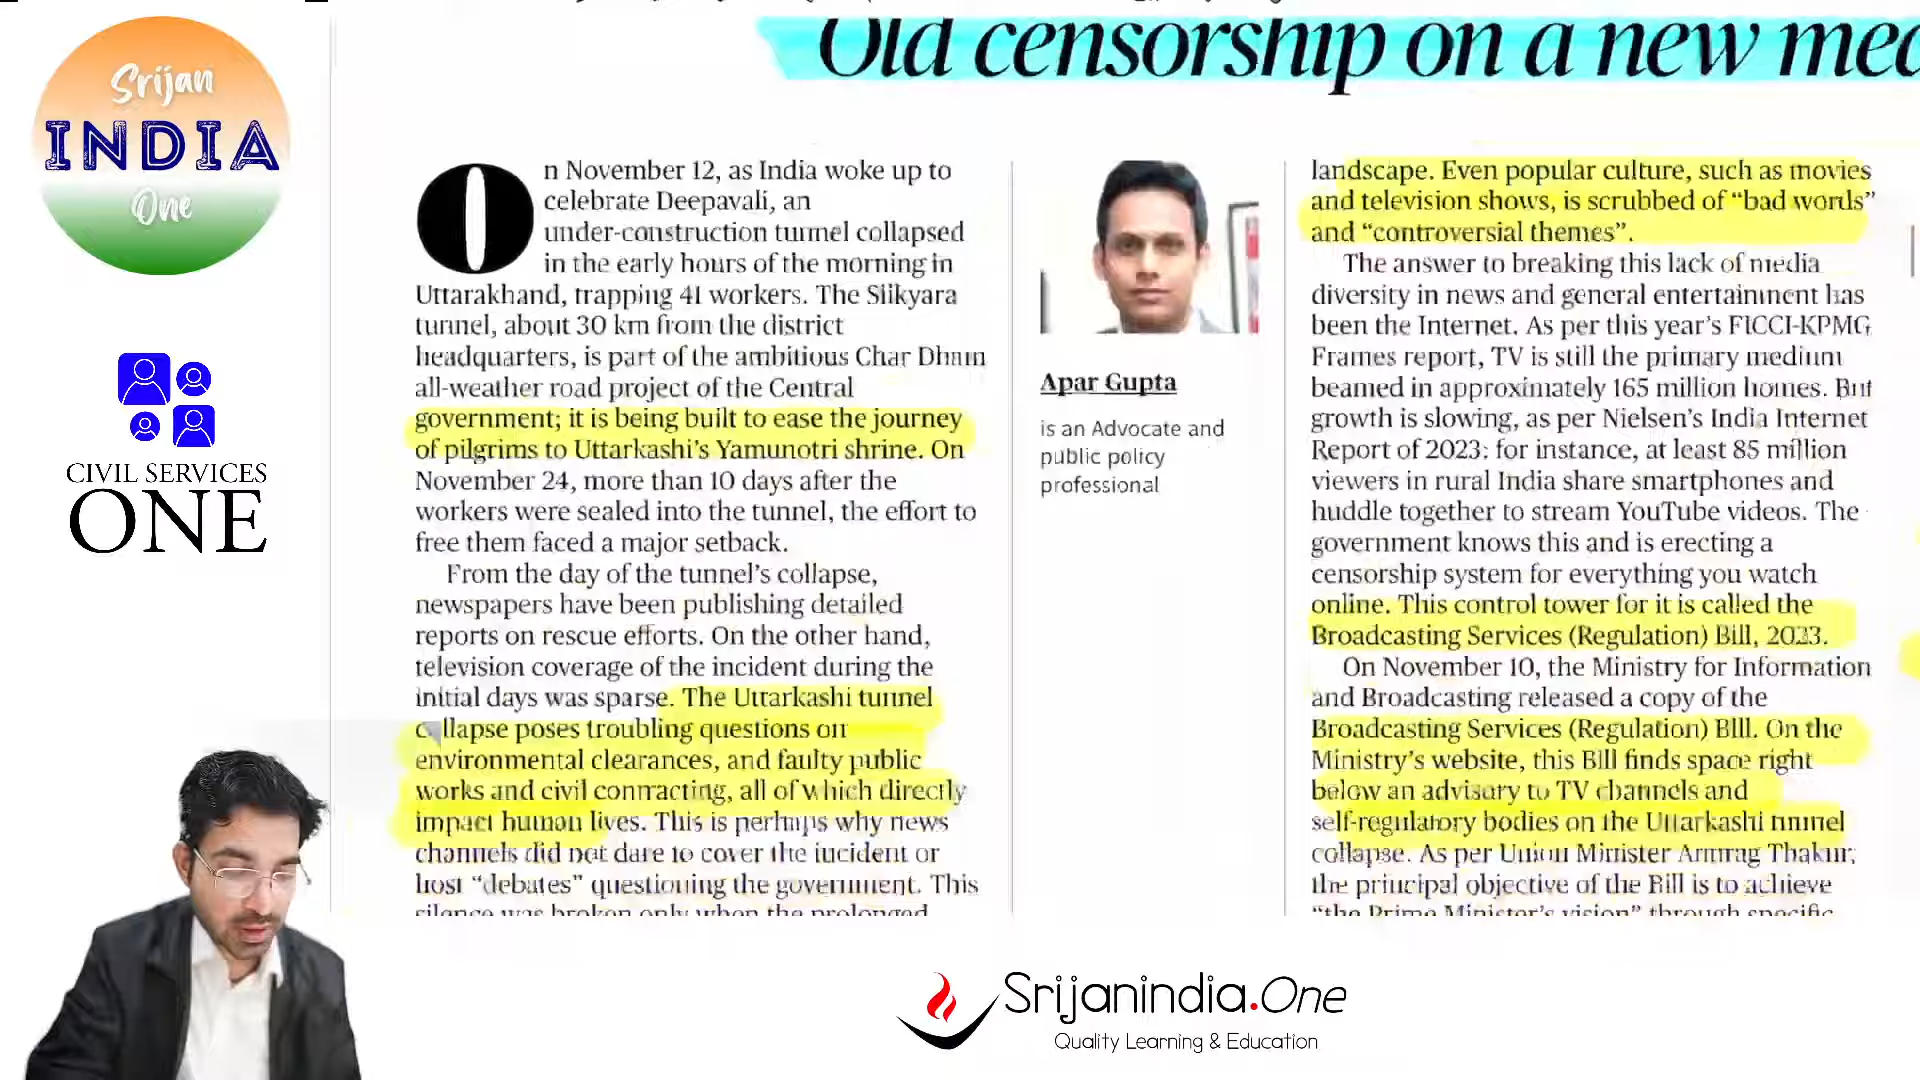 Srijan
INDIA
One
CIVIL SERVICES
ONE
Old censorship on a new med
On November 12, as India woke up to
celebrate Deepavali, an
under-construction tunnel collapsed
in the early hours of the morning in
Uttarakhand, trapping 41 workers. The Silkyara
tunnel, about 30 km from the district
headquarters, is part of the ambitious Char Dham
all-weather road project of the Central
government; it is being built to ease the journey
of pilgrims to Uttarkashi's Yamunotri shrine. On
November 24, more than 10 days after the
workers were sealed into the tunnel, the effort to
free them faced a major setback.
From the day of the tunnel's collapse,
newspapers have been publishing detailed
reports on rescue efforts. On the other hand,
television coverage of the incident during the
initial days was sparse. The Uttarkashi tunnel
collapse poses troubling questions on
environmental clearances, and faulty public
works and civil contracting, all of which directly
impact human lives. This is perhaps why news
channels did not dare to cover the incident or
host "debates" questioning the government. This
silence was broken only when the prolonged
Apar Gupta
is an Advocate and
public policy
professional
landscape. Even popular culture, such as movies
and television shows, is scrubbed of "bad words"
and "controversial themes".
The answer to breaking this lack of media
diversity in news and general entertainment has
been the Internet. As per this year's FICCI-KPMG
Frames report, TV is still the primary medium
beamed in approximately 165 million homes. But
growth is slowing, as per Nielsen's India Internet
Report of 2023: for instance, at least 85 million
viewers in rural India share smartphones and
huddle together to stream YouTube videos. The
government knows this and is erecting a
censorship system for everything you watch
online. This control tower for it is called the
Broadcasting Services (Regulation) Bill, 2023.
On November 10, the Ministry for Information
and Broadcasting released a copy of the
Broadcasting Services (Regulation) Bill. On the
Ministry's website, this Bill finds space right
below an advisory to TV channels and
self-regulatory bodies on the Uttarkashi tunnel
collapse. As per Union Minister Anurag Thakur,
the principal objective of the Bill is to achieve
"the Prime Minister's vision" through specific
Srijanindia.One
Quality Learning & Education